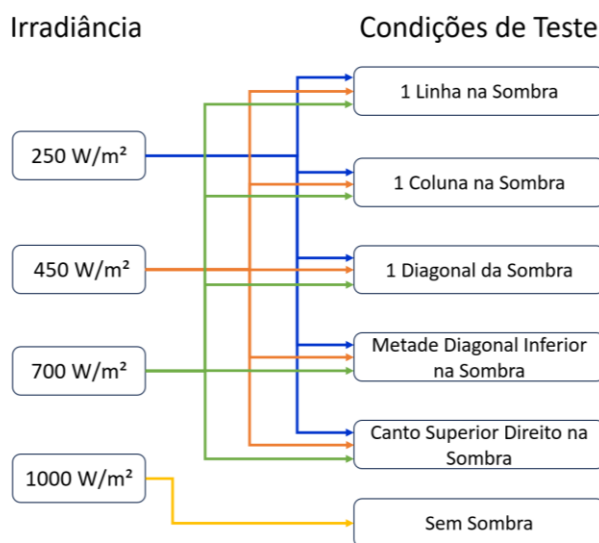 Irradiância
Condições de Teste
250 W/m²
450 W/m²
700 W/m²
1000 W/m²
1 Linha na Sombra
1 Coluna na Sombra
1 Diagonal da Sombra
Metade Diagonal Inferior
na Sombra
Canto Superior Direito na
Sombra
Sem Sombra